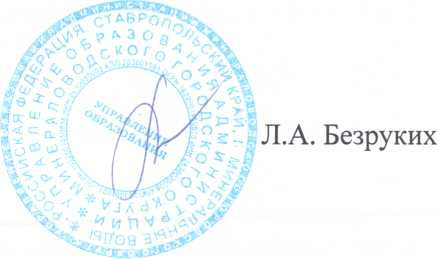 РОССИЙСКАЯ ФЕДЕРАЦИЯ СТАВРОПОЛЬСКИЙ КРАЙ, Г. МИНЕРАЛЬНЫЕ ВОДЫ *
УПРАВЛЕНИЕ ОБРАЗОВАНИЯ АДМИНИСТРАЦИИ *
МИНЕРАЛОВОДСКОГО ГОРОДСКОГО ОКРУГА *
УПРАВЛЕНИЕ
ОБРАЗОВАНИЯ
Л.А. Безруких